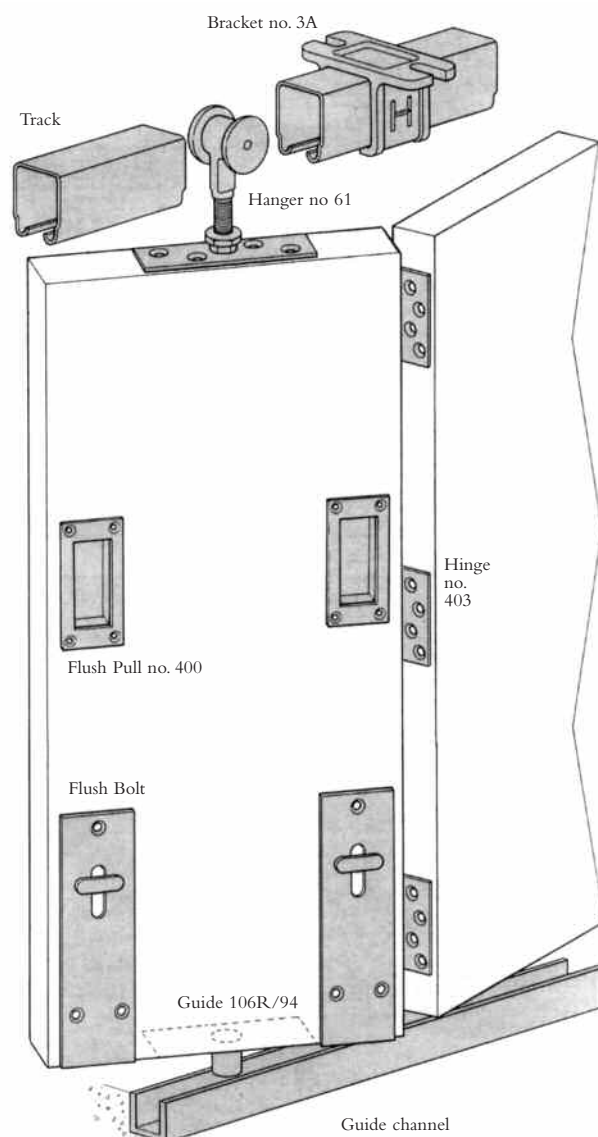 Bracket no. 3A
Track
H
Hanger no 61
Hinge
no.
403
Flush Pull no. 400
Flush Bolt
Guide 106R/94
Guide channel